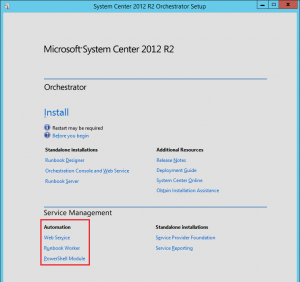 System Center 2012 R2 Orchestrator Setup
Microsoft System Center 2012 R2
Orchestrator
Install
Restart may be required
Before you begin
Standalone installations
Additional Resources
Runbook Designer
Release Notes
Orchestration Console and Web Service
Deployment Guide
Runbook Server
System Center Online
Obtain Installation Assistance
Service Management
Automation
Standalone Installations
Web Service
Service Provider Foundation
Runbook Worker
Service Reporting
PowerShell Module